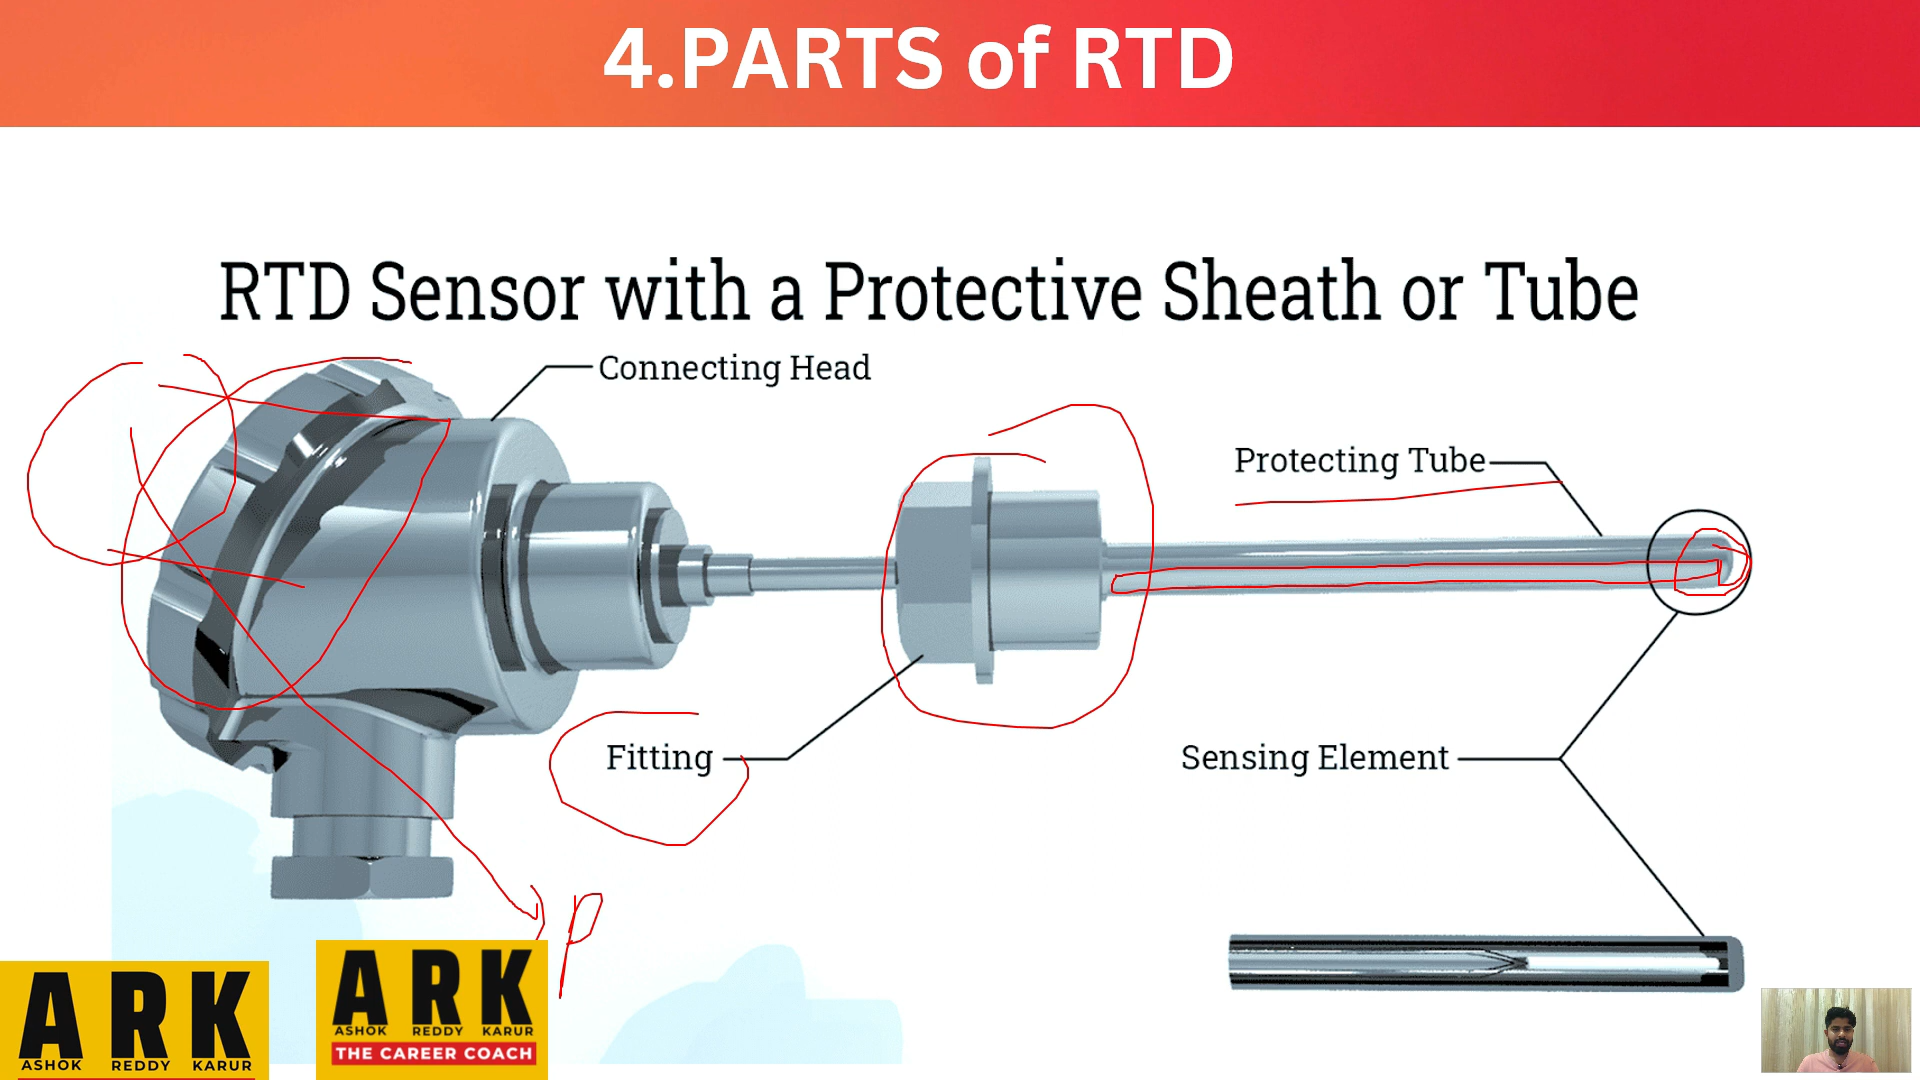 4.PARTS of RTD
RTD Sensor with a Protective Sheath or Tube
Connecting Head
Protecting Tube
Fitting
Sensing Element
P
ARK
ASHOK REDDY KARUR
ARK
ASHOK REDDY KARUR
THE CAREER COACH